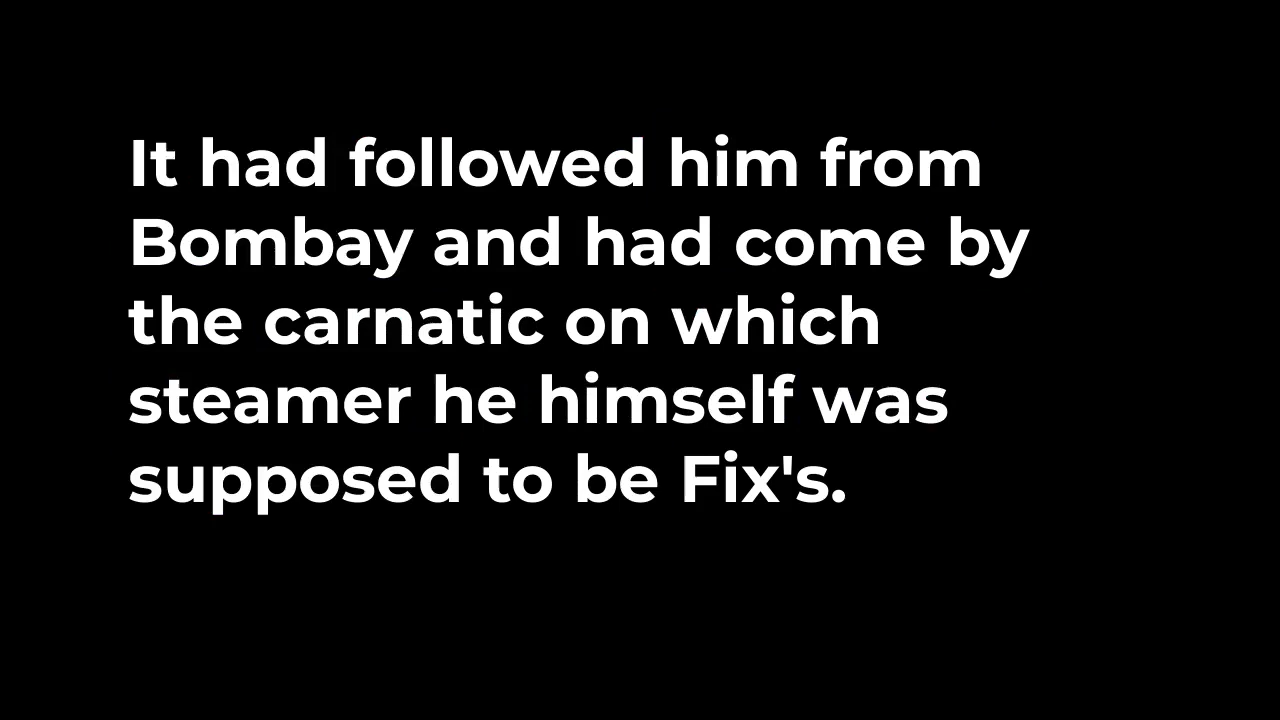 It had followed him from
Bombay and had come by
the carnatic on which
steamer he himself was
supposed to be Fix's.